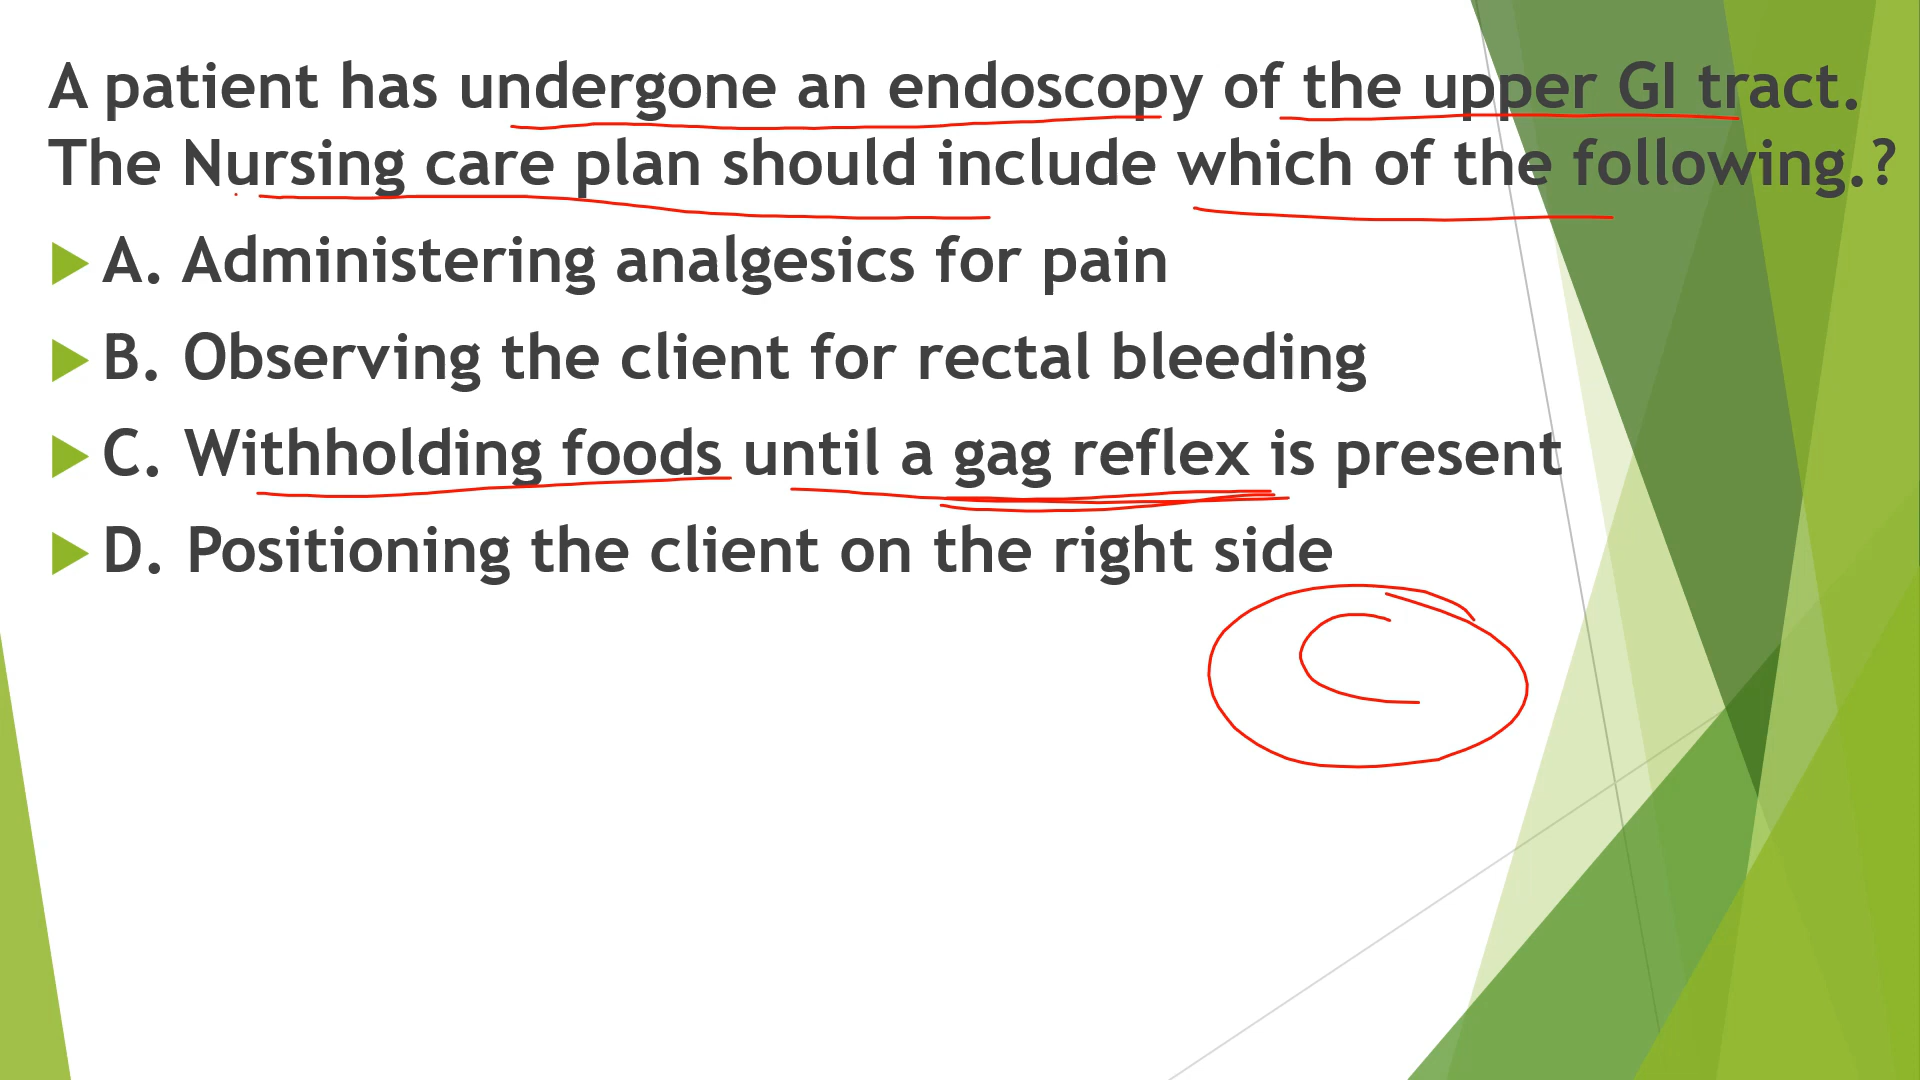 A patient has undergone an endoscopy of the upper GI tract.
The Nursing care plan should include which of the following.?
A. Administering analgesics for pain
B. Observing the client for rectal bleeding
C. Withholding foods until a gag reflex is present
D. Positioning the client on the right side
C